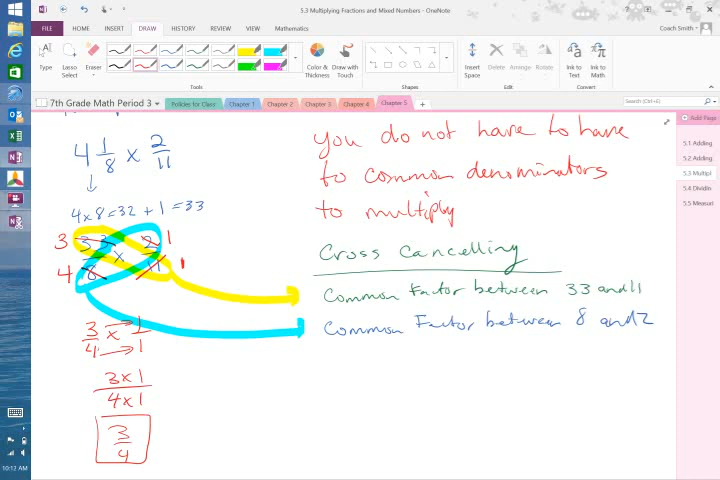 5.3 Multiplying Fractions and Mixed Numbers - OneNote
Coach Smith
FILE HOME INSERT DRAW HISTORY REVIEW VIEW Mathematics
Type Lasso Select Eraser
Color & Thickness Draw with Touch
Insert Space Delete Arrange Rotate
Ink to Text Ink to Math
Tools Shapes Edit Convert
7th Grade Math Period 3 Policies for Class Chapter 1 Chapter 2 Chapter 3 Chapter 4 Chapter 5 +
Search (Ctrl+E)
Add Page
5.1 Adding
5.2 Adding
5.3 Multipl
5.4 Dividin
5.5 Measuri
4 1/8 x 2/11
4 x 8 = 32 + 1 = 33
3 33 x 2 1
4 8 11 1
3/4 x 1/1
3 x 1
4 x 1
3/4
you do not have to have
to common denominators
to multiply
Cross Cancelling
Common Factor between 33 and 11
Common Factor between 8 and 2
10:12 AM